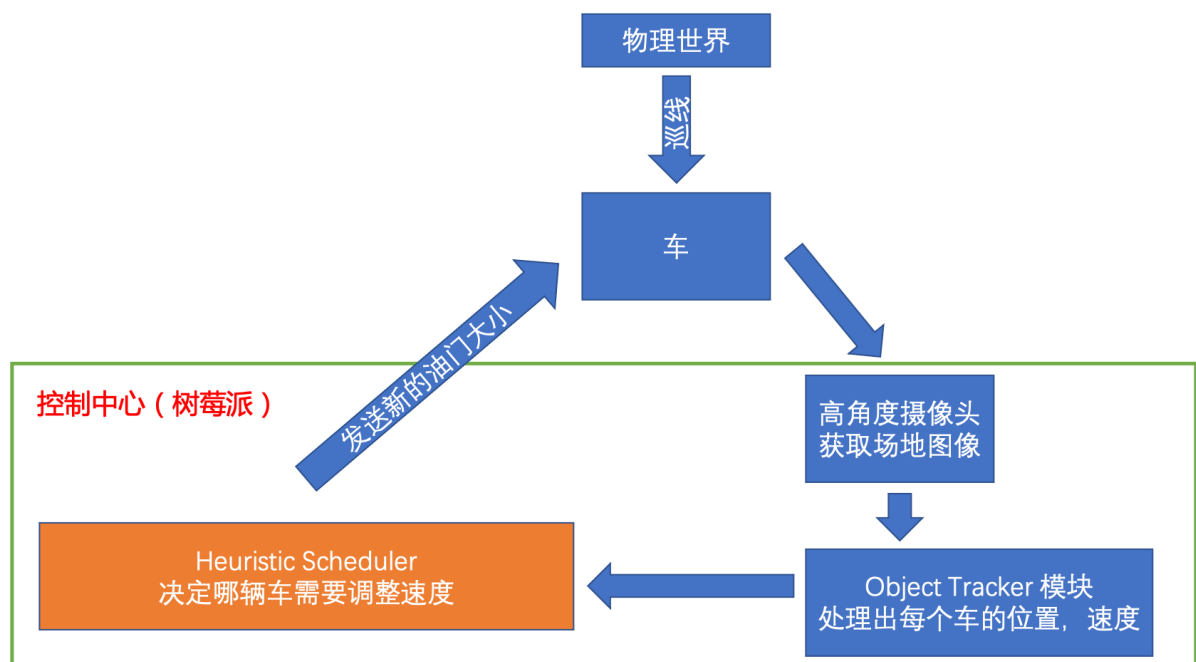 物理世界
巡线
车
发送新的油门大小
控制中心（树莓派）
高角度摄像头
获取场地图像
Heuristic Scheduler
决定哪辆车需要调整速度
Object Tracker 模块
处理出每个车的位置，速度